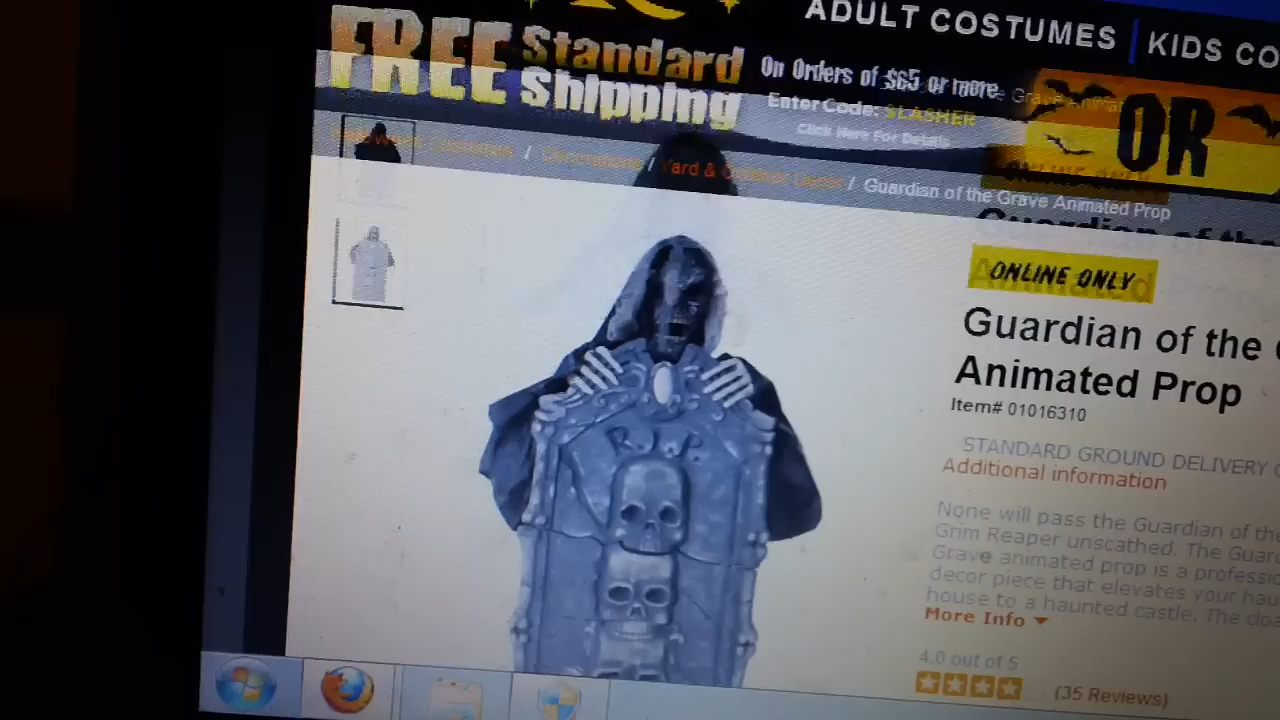 ADULT COSTUMES | KIDS CO
FREE Standard Shipping
On Orders of $65 or more
Enter Code: SLASHER
Click Here For Details
OR
/ / Yard & / Guardian of the Grave Animated Prop
ONLINE ONLY
Guardian of the
Animated Prop
Item# 01016310
STANDARD GROUND DELIVERY
Additional information
None will pass the Guardian of the
Grim Reaper unscathed. The Guar
Grave animated prop is a professi
decor piece that elevates your hau
house to a haunted castle. The cloa
More Info
4.0 out of 5
(35 Reviews)
R.I.P